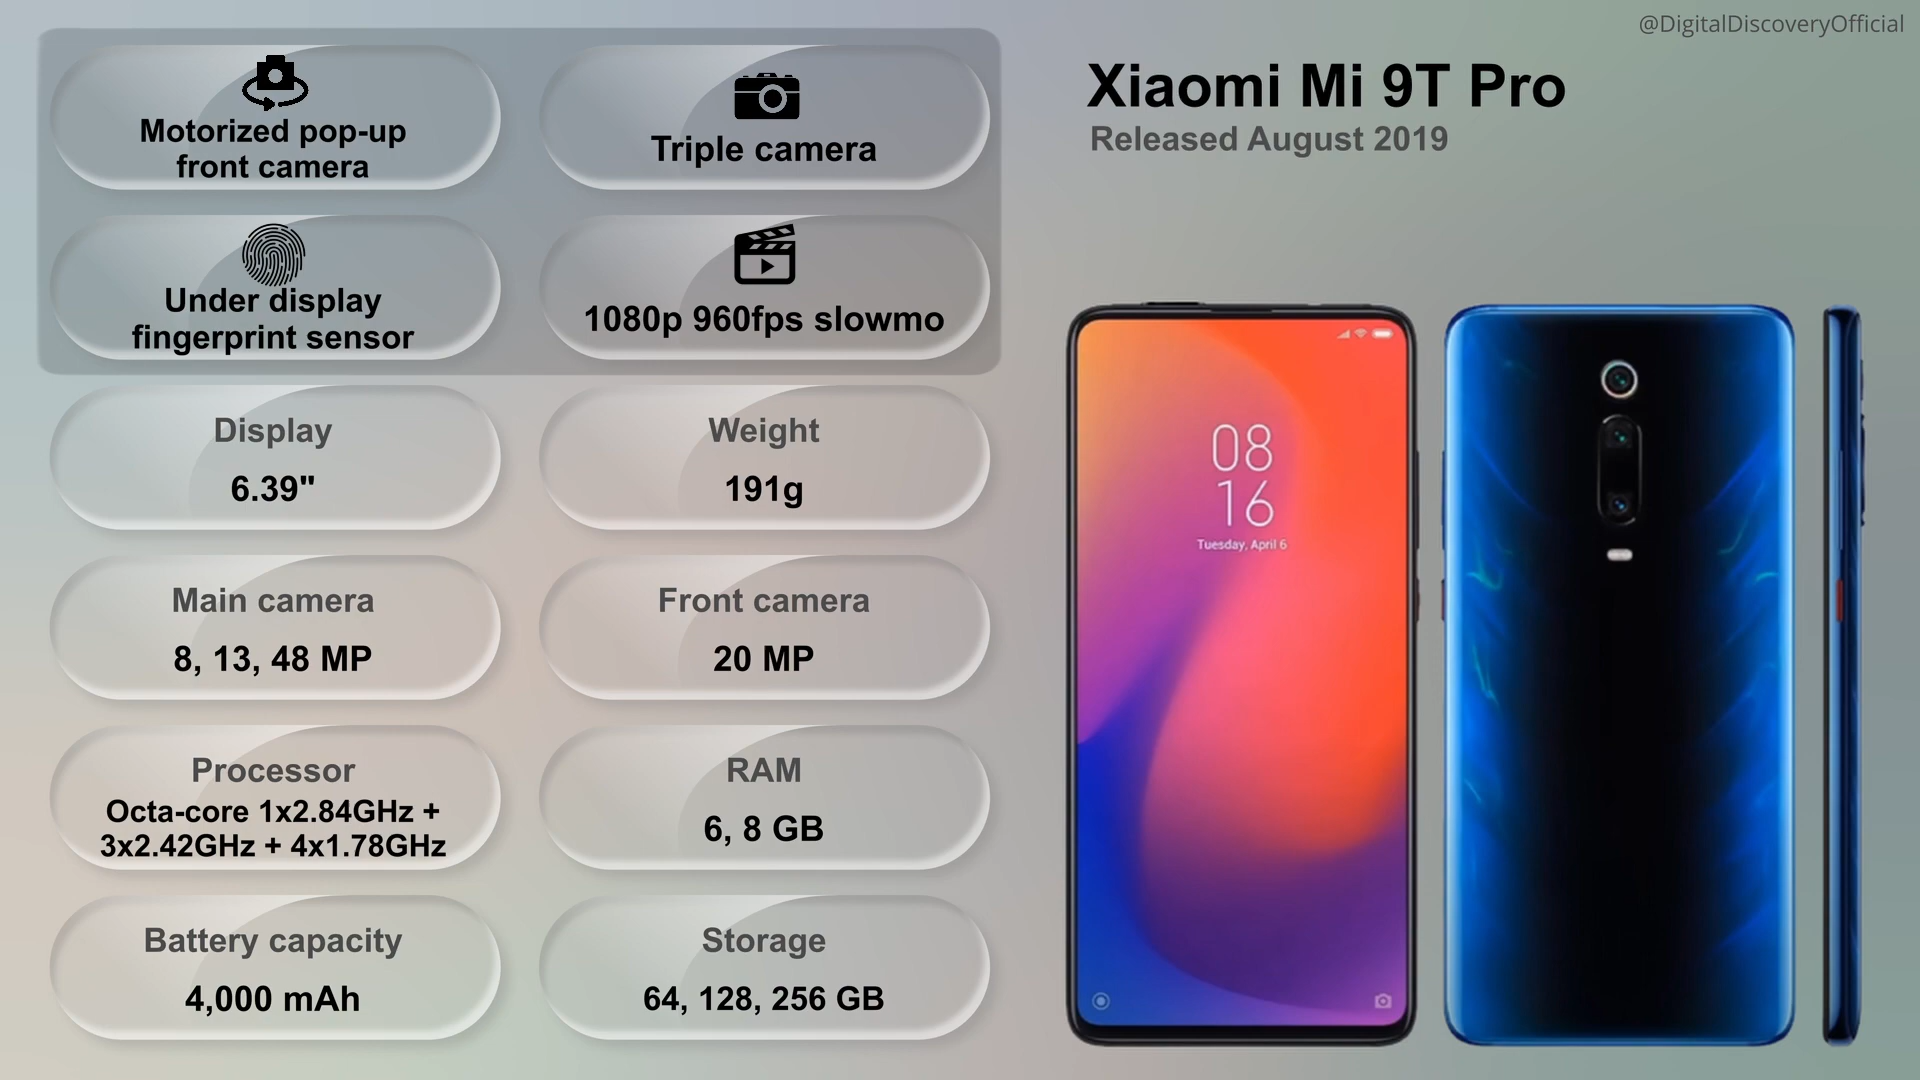 @DigitalDiscoveryOfficial
Xiaomi Mi 9T Pro
Released August 2019
Motorized pop-up
front camera
Triple camera
Under display
fingerprint sensor
1080p 960fps slowmo
Display
6.39"
Weight
191g
Main camera
8, 13, 48 MP
Front camera
20 MP
Processor
Octa-core 1x2.84GHz +
3x2.42GHz + 4x1.78GHz
RAM
6, 8 GB
Battery capacity
4,000 mAh
Storage
64, 128, 256 GB
08
16
Tuesday, April 6